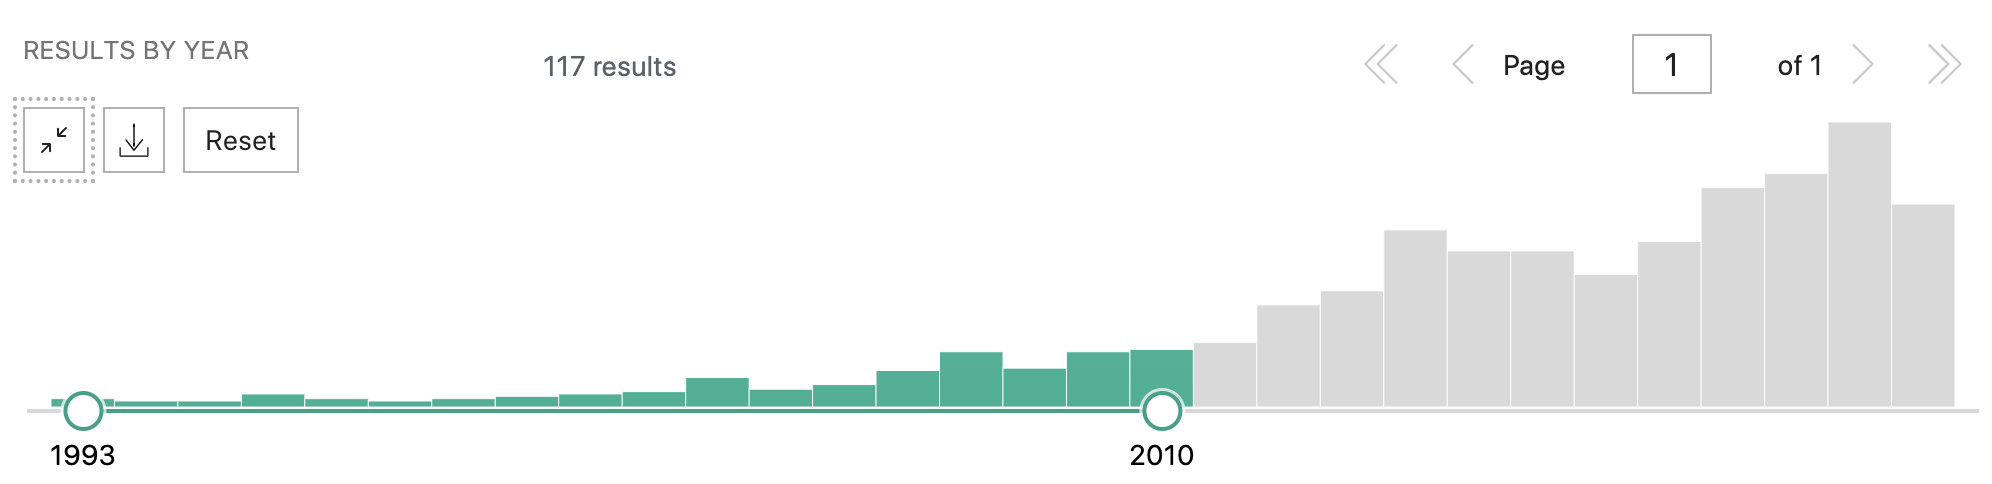 RESULTS BY YEAR
117 results
Page 1 of 1
Reset
1993
2010